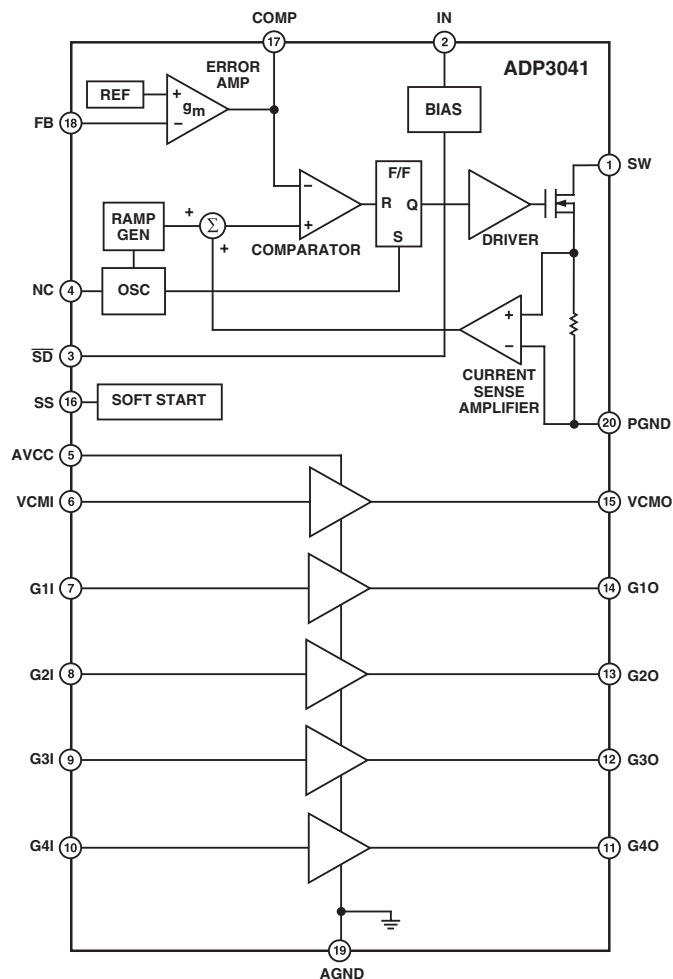 COMP
IN
17
2
ERROR
AMP
ADP3041
REF
+
gm
−
BIAS
FB
18
F/F
1
SW
R
Q
S
−
+
COMPARATOR
DRIVER
RAMP
GEN
+
Σ
+
NC
4
OSC
+
−
SD
3
CURRENT
SENSE
AMPLIFIER
SS
16
SOFT START
20
PGND
AVCC
5
VCMI
6
15
VCMO
G1I
7
14
G1O
G2I
8
13
G2O
G3I
9
12
G3O
G4I
10
11
G4O
19
AGND